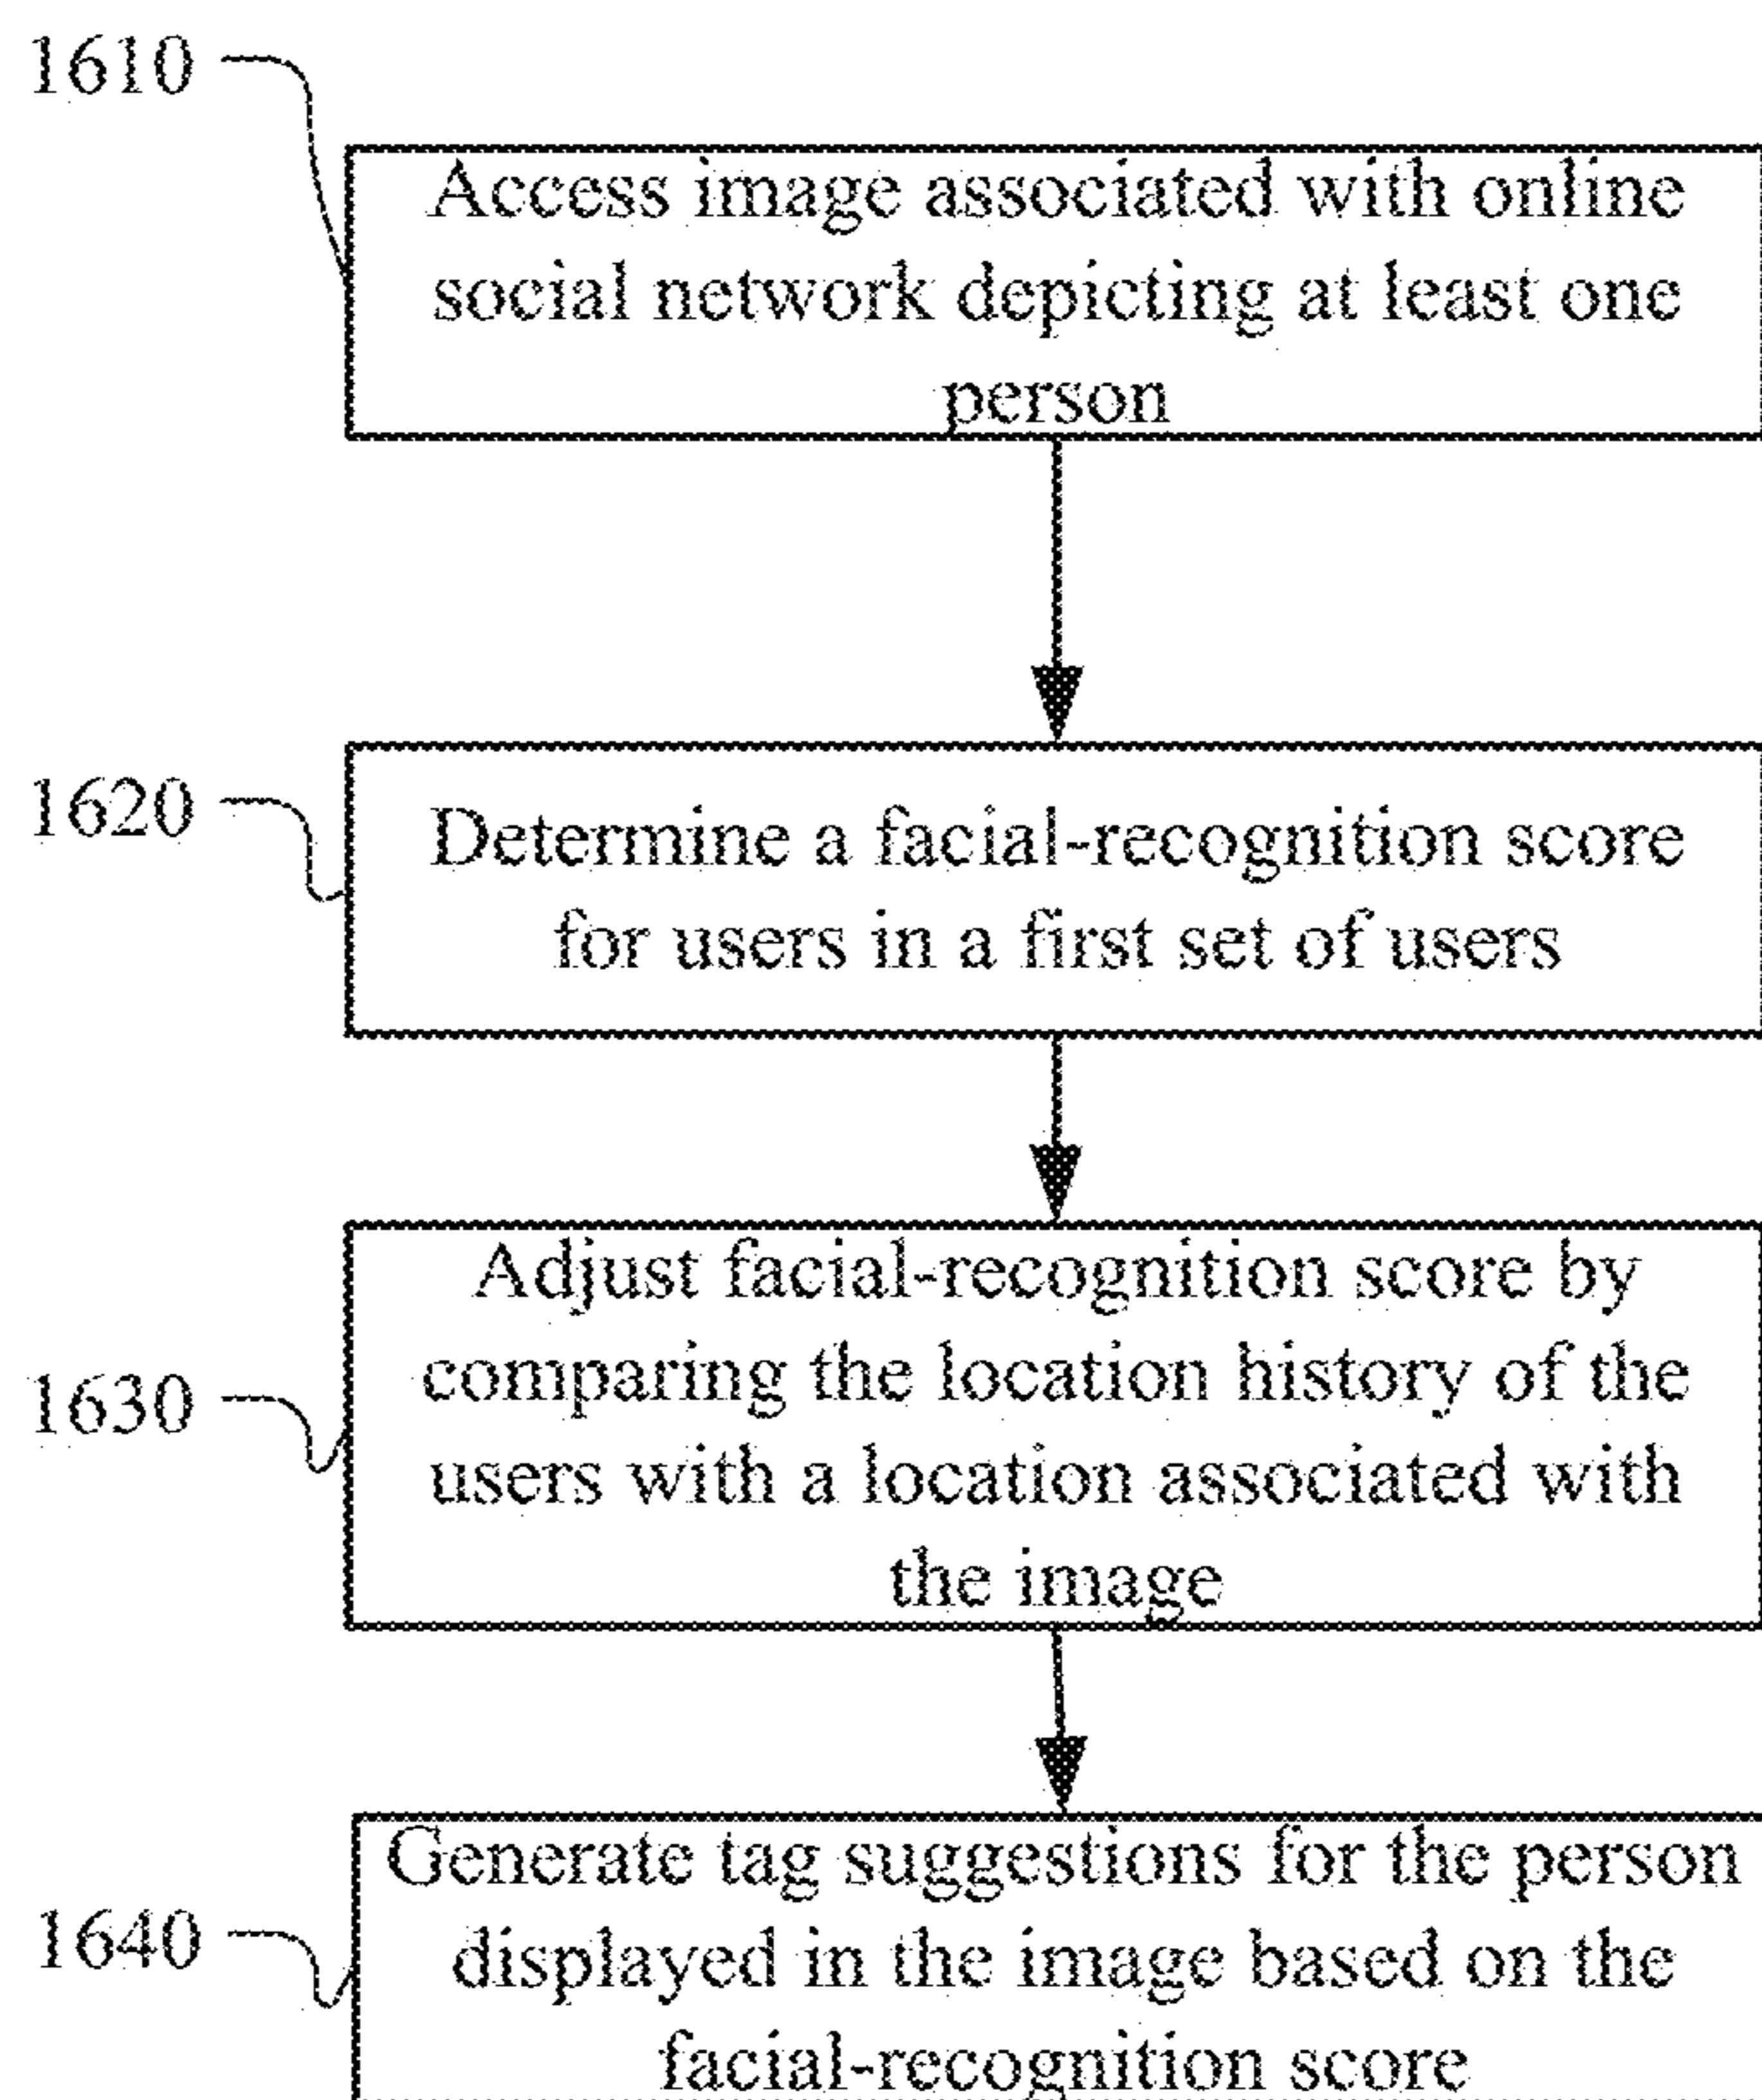 1610
Access image associated with online
social network depicting at least one
person
1620
Determine a facial-recognition score
for users in a first set of users
Adjust facial-recognition score by
comparing the location history of the
1630
users with a location associated with
the image
Generate tag suggestions for the person
1640
displayed in the image based on the
facial-recognition score